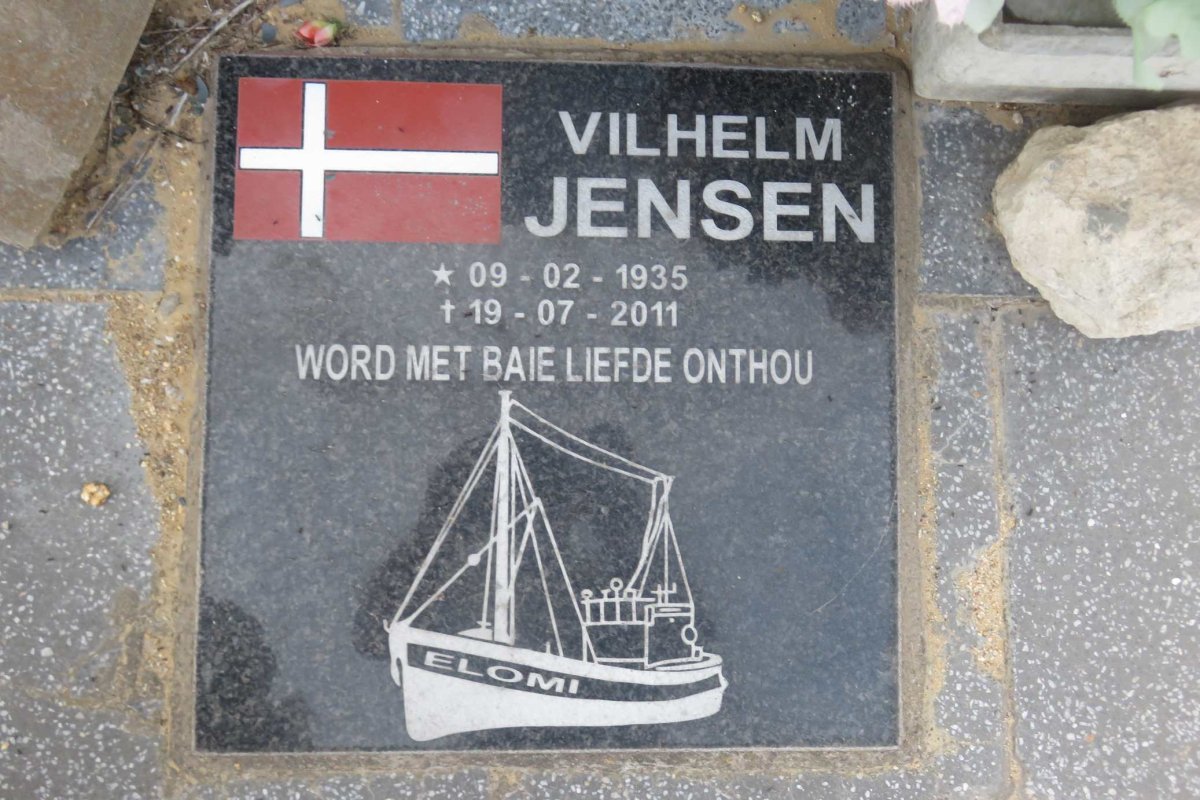 VILHELM
JENSEN
★ 09 - 02 - 1935
† 19 - 07 - 2011
WORD MET BAIE LIEFDE ONTHOU
ELOMI